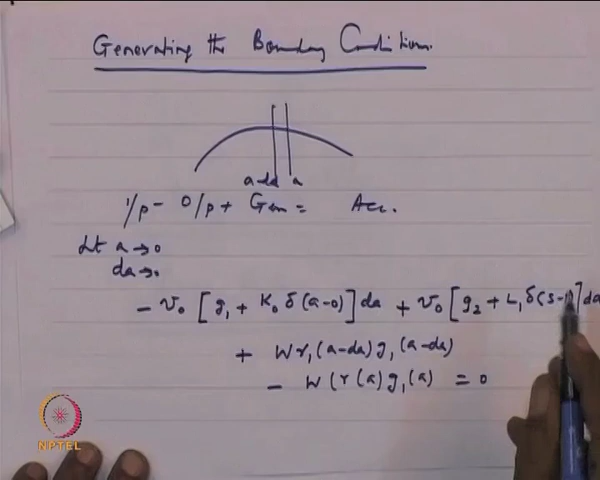 Generating the Boundary Conditions.
a-da a
I/p - O/p + Gen = Acc.
Lt a → 0
da → 0
- v₀ [g₁ + K₀ δ(a-0)] da + v₀ [g₂ + L₁ δ(s-1)] da
+ W r₁(a-da) g₁(a-da)
- W (r(a) g₁(a) = 0
NPTEL